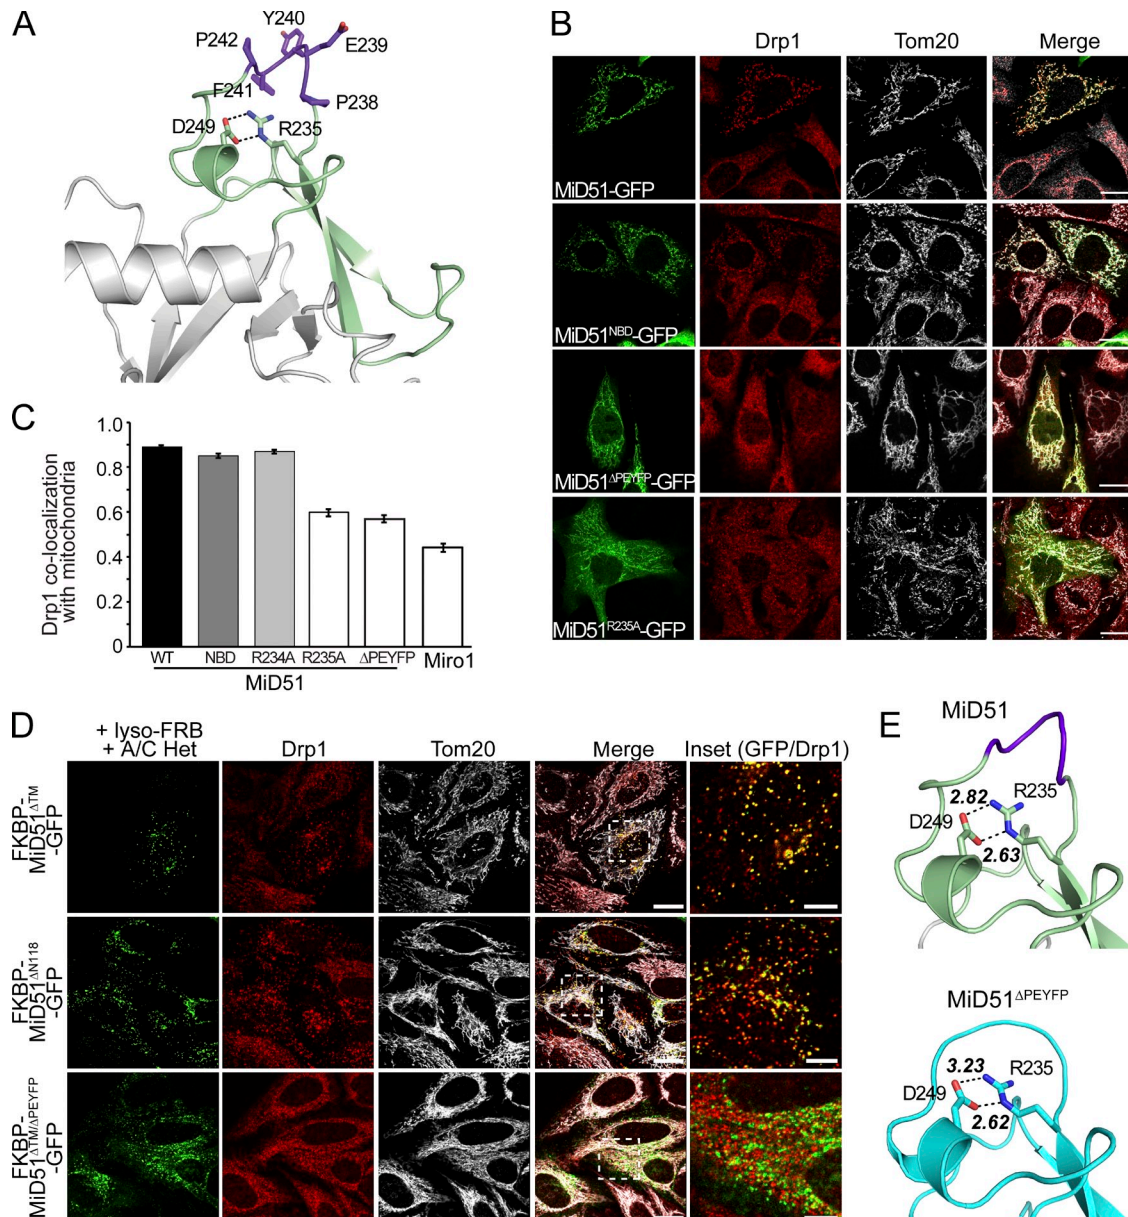 A
Y240
P242
E239
F241
P238
D249
R235
B
Drp1
Tom20
Merge
MiD51-GFP
MiD51NBD-GFP
MiD51ΔPEYFP-GFP
MiD51R235A-GFP
C
Drp1 co-localization
with mitochondria
1.0
0.8
0.6
0.4
0.2
0
WT
NBD
R234A
R235A
ΔPEYFP
Miro1
MiD51
D
+ lyso-FRB
+ A/C Het
Drp1
Tom20
Merge
Inset (GFP/Drp1)
FKBP-
MiD51ΔTM
-GFP
FKBP-
MiD51ΔN118
-GFP
FKBP-
MiD51ΔTM/ΔPEYFP
-GFP
E
MiD51
2.82
R235
D249
2.63
MiD51ΔPEYFP
3.23
R235
D249
2.62